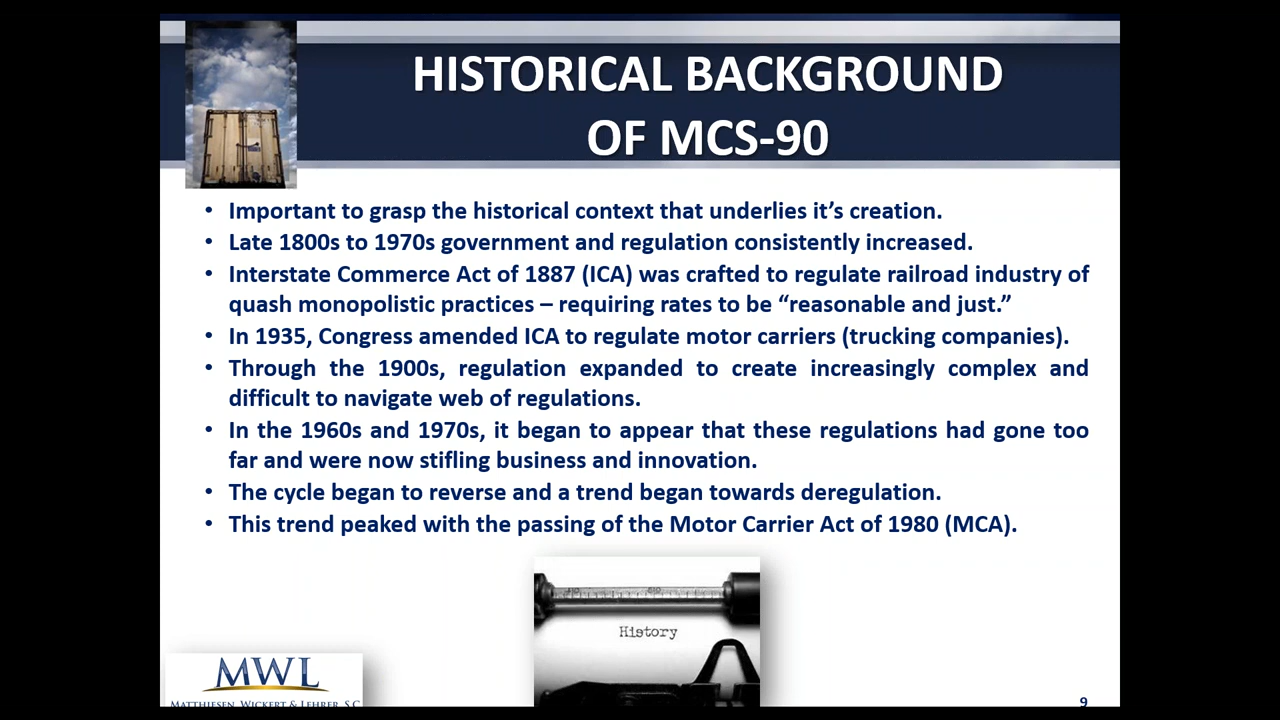 HISTORICAL BACKGROUND
OF MCS-90
• Important to grasp the historical context that underlies it’s creation.
• Late 1800s to 1970s government and regulation consistently increased.
• Interstate Commerce Act of 1887 (ICA) was crafted to regulate railroad industry of
quash monopolistic practices – requiring rates to be “reasonable and just.”
• In 1935, Congress amended ICA to regulate motor carriers (trucking companies).
• Through the 1900s, regulation expanded to create increasingly complex and
difficult to navigate web of regulations.
• In the 1960s and 1970s, it began to appear that these regulations had gone too
far and were now stifling business and innovation.
• The cycle began to reverse and a trend began towards deregulation.
• This trend peaked with the passing of the Motor Carrier Act of 1980 (MCA).
History
MWL
MATTHIESEN, WICKERT & LEHRER, S.C.
9